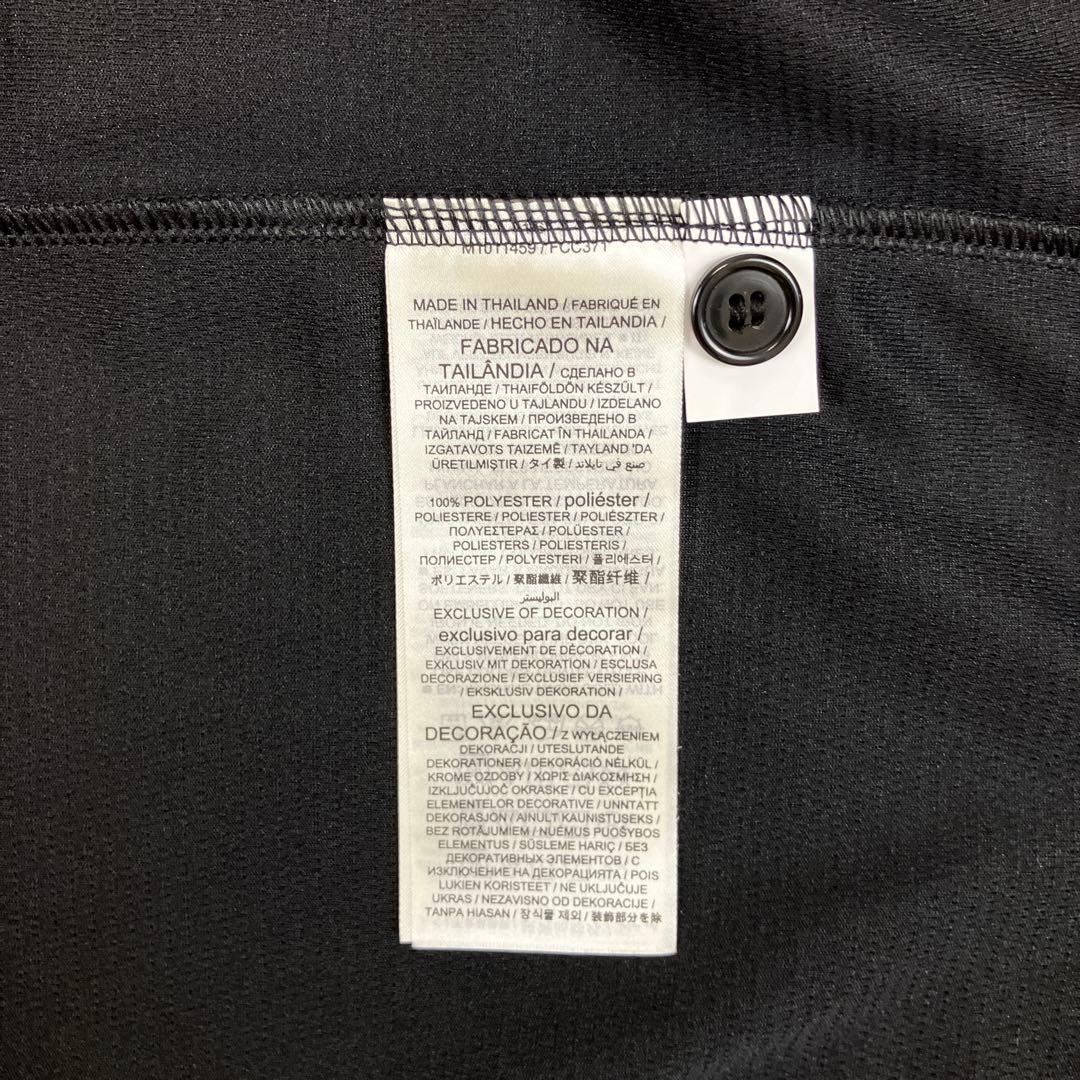 M1011459 / FCC371
MADE IN THAILAND / FABRIQUÉ EN
THAÏLANDE / HECHO EN TAILANDIA /
FABRICADO NA
TAILÂNDIA / СДЕЛАНО В
ТАИЛАНДЕ / THAIFÖLDÖN KÉSZÜLT /
PROIZVEDENO U TAJLANDU / IZDELANO
NA TAJSKEM / ПРОИЗВЕДЕНО В
ТАЙЛАНД / FABRICAT ÎN THAILANDA /
IZGATAVOTS TAIZEMĒ / TAYLAND 'DA
ÜRETILMIŞTIR / タイ製 / صنع في تايلاند
100% POLYESTER / poliéster /
POLIESTERE / POLIESTER / POLIÉSZTER /
ΠΟΛΥΕΣΤΕΡΑΣ / POLÜESTER /
POLIESTERS / POLIESTERIS /
ПОЛИЕСТЕР / POLYESTERI / 폴리에스터 /
ポリエステル / 聚酯纖維 / 聚酯纤维 /
البوليستر
EXCLUSIVE OF DECORATION /
exclusivo para decorar /
EXCLUSIVEMENT DE DÉCORATION /
EXKLUSIV MIT DEKORATION / ESCLUSA
DECORAZIONE / EXCLUSIEF VERSIERING
/ EKSKLUSIV DEKORATION /
EXCLUSIVO DA
DECORAÇÃO / Z WYŁĄCZENIEM
DEKORACJI / UTESLUTANDE
DEKORATIONER / DEKORÁCIÓ NÉLKÜL /
KROME OZDOBY / ΧΩΡΙΣ ΔΙΑΚΟΣΜΗΣΗ /
IZKLJUČUJOČ OKRASKE / CU EXCEPŢIA
ELEMENTELOR DECORATIVE / UNNTATT
DEKORASJON / AINULT KAUNISTUSEKS /
BEZ ROTĀJUMIEM / NUĖMUS PUOŠYBOS
ELEMENTUS / SÜSLEME HARIÇ / БЕЗ
ДЕКОРАТИВНЫХ ЭЛЕМЕНТОВ / С
ИЗКЛЮЧЕНИЕ НА ДЕКОРАЦИЯТА / POIS
LUKIEN KORISTEET / NE UKLJUČUJE
UKRAS / NEZAVISNO OD DEKORACIJE /
TANPA HIASAN / 장식물 제외 / 装飾部分を除